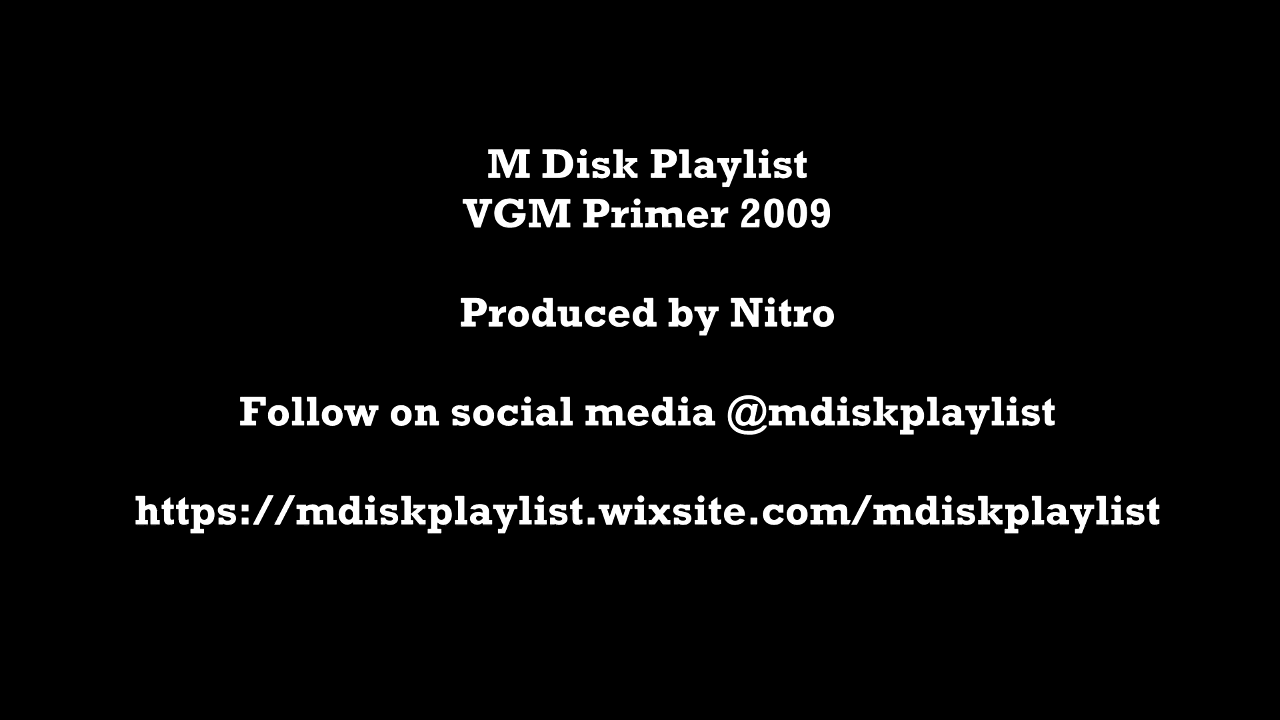 M Disk Playlist
VGM Primer 2009
Produced by Nitro
Follow on social media @mdiskplaylist
https://mdiskplaylist.wixsite.com/mdiskplaylist